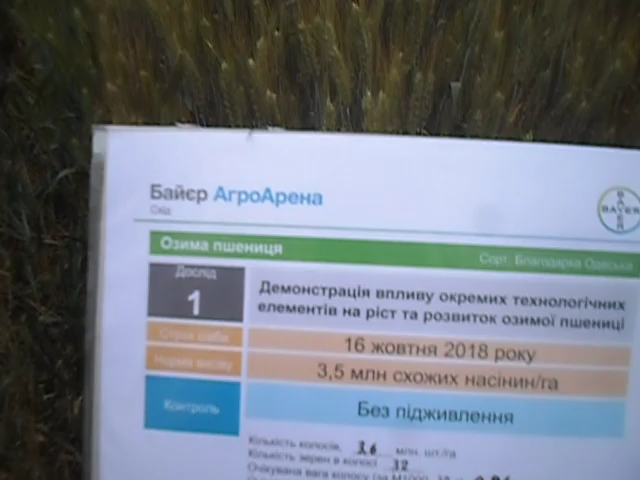 Байєр АгроАрена
Схід
BAYER
Озима пшениця
Сорт: Благодарка Одеська
Дослід
1
Демонстрація впливу окремих технологічних
елементів на ріст та розвиток озимої пшениці
Строк сівби
16 жовтня 2018 року
Норма висіву
3,5 млн схожих насінин/га
Контроль
Без підживлення
Кількість колосів, 3,6 млн. шт/га
Кількість зерен в колосі 32
Очікувана вага колосу (за М1000